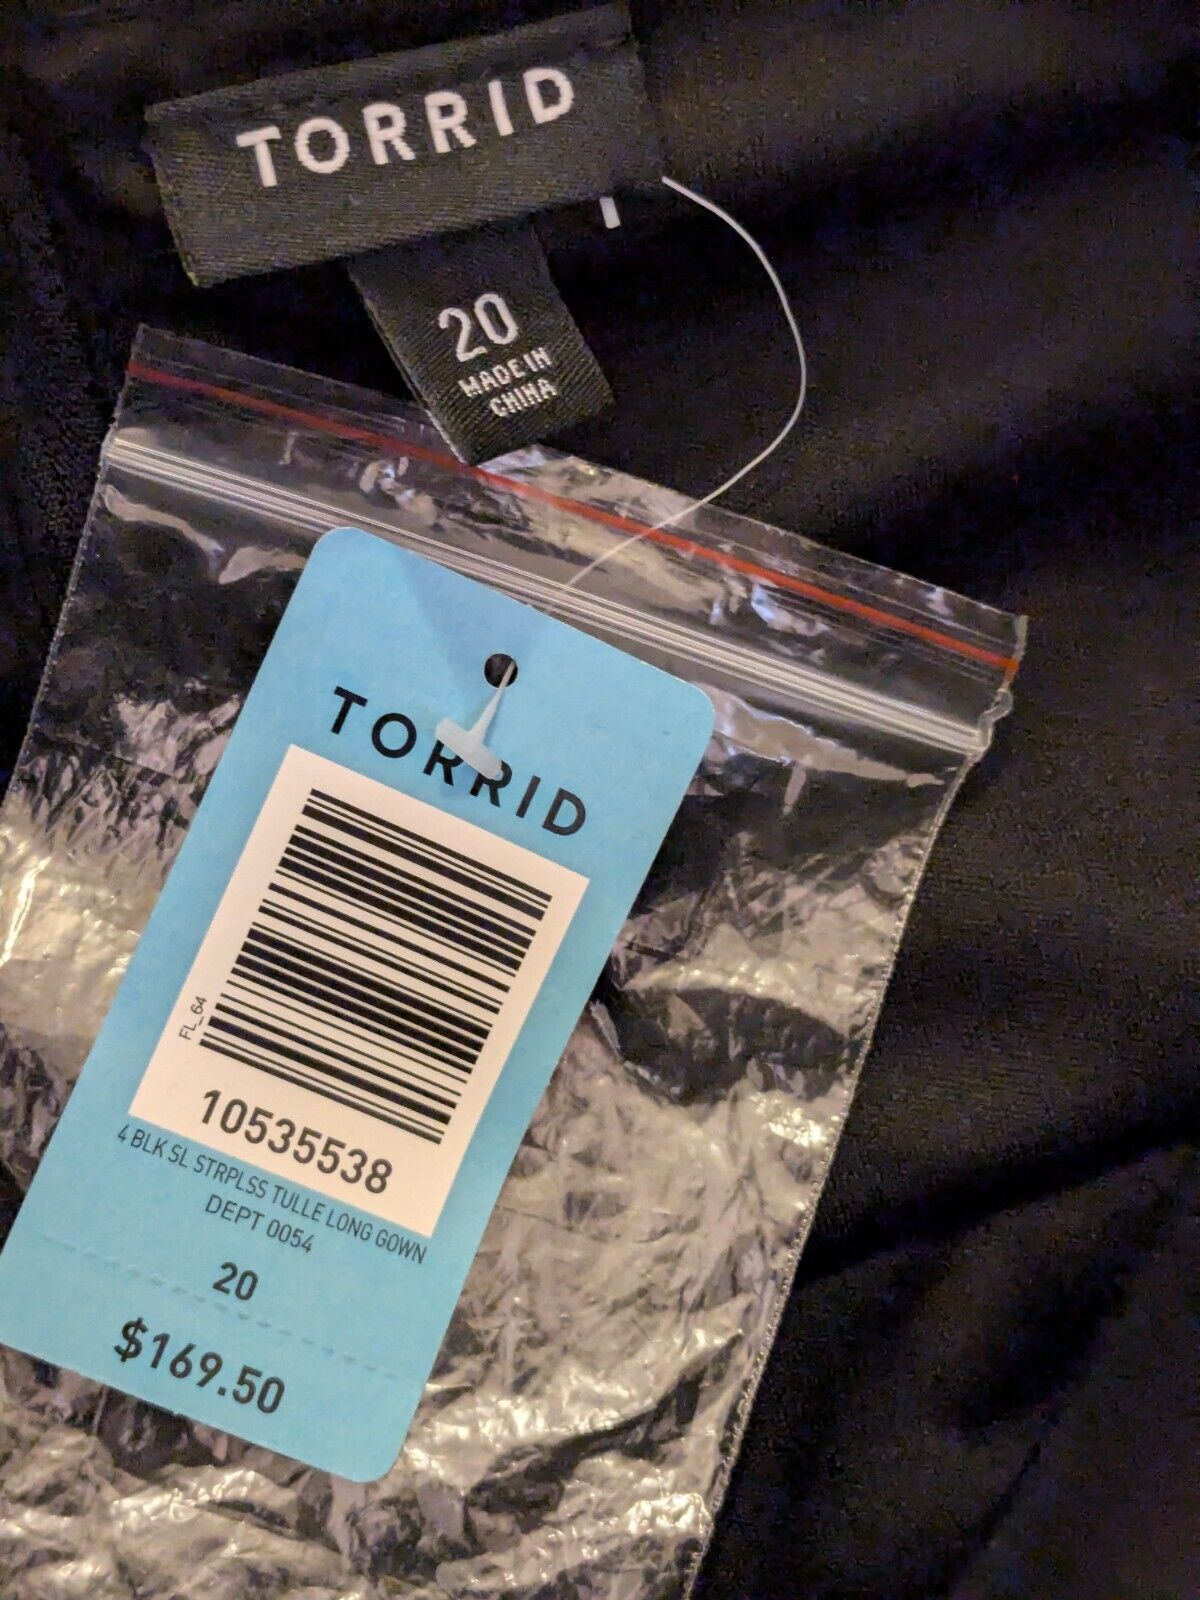 TORRID
20
MADE IN
CHINA
TORRID
FL_64
10535538
4 BLK SL STRPLSS TULLE LONG GOWN
DEPT 0054
20
$169.50